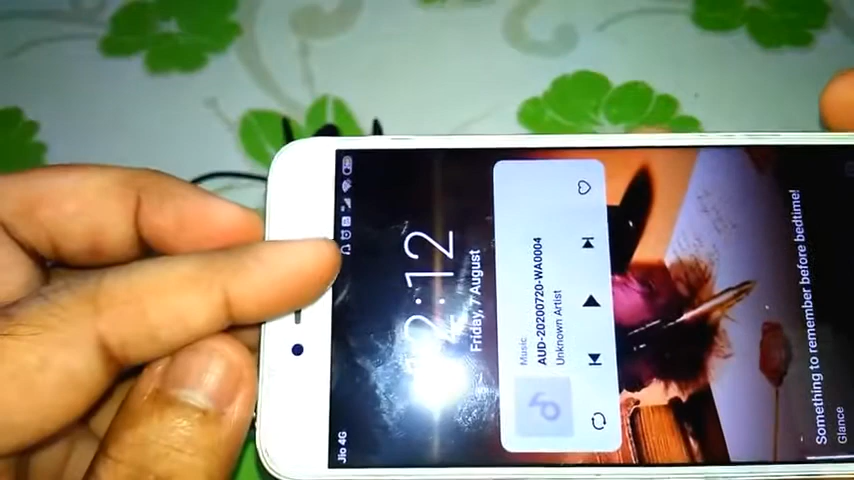 Jio 4G
2:12
Friday, 7 August
Music
AUD-20200720-WA0004
Unknown Artist
Something to remember before bedtime!
Glance